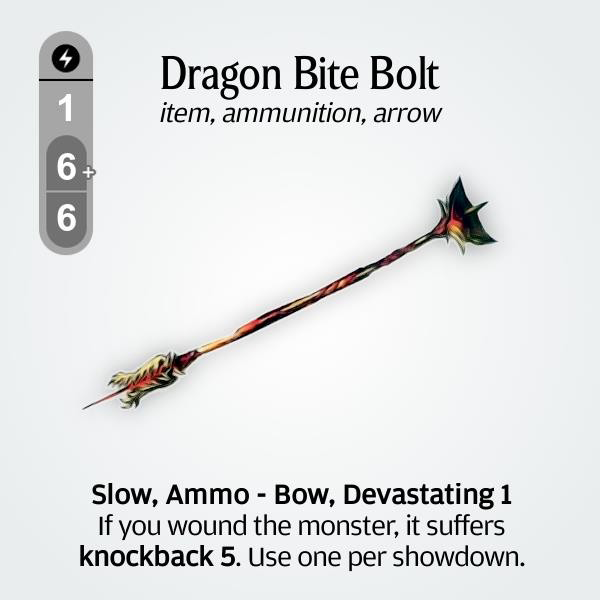 Dragon Bite Bolt
item, ammunition, arrow
1
6+
6
Slow, Ammo - Bow, Devastating 1
If you wound the monster, it suffers
knockback 5. Use one per showdown.